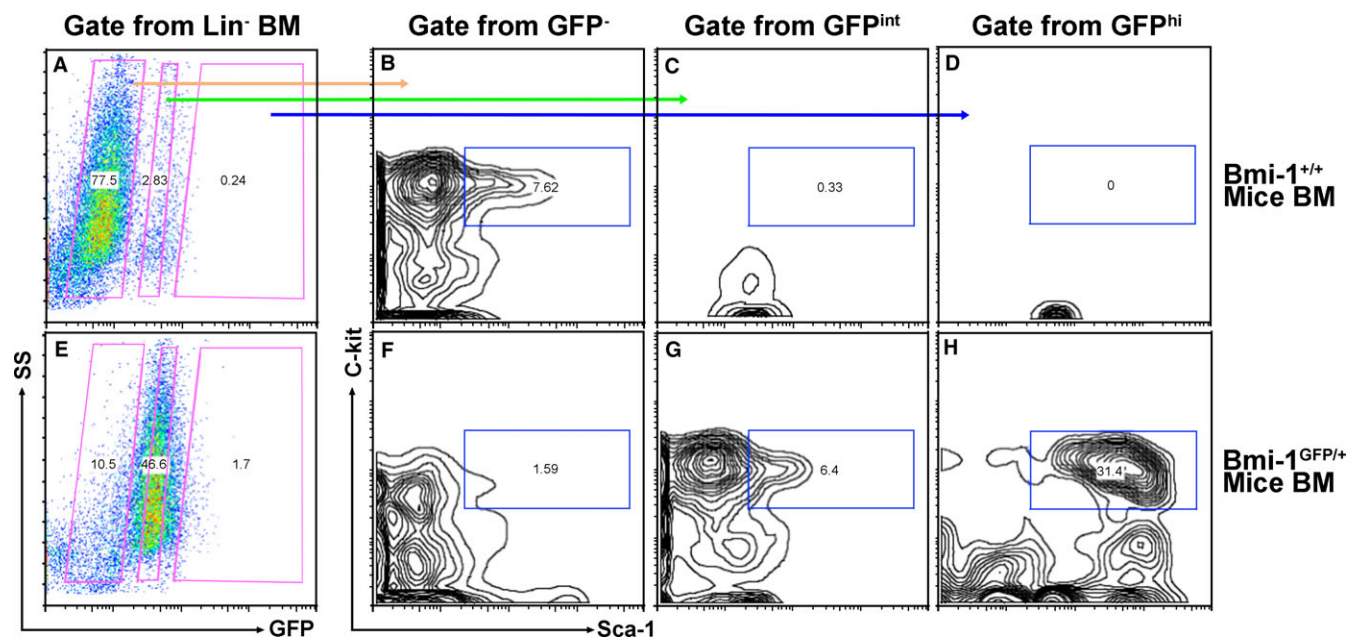 Gate from Lin- BM
Gate from GFP-
Gate from GFPint
Gate from GFPhi
A
77.5
2.83
0.24
B
7.62
C
0.33
D
0
Bmi-1+/+
Mice BM
E
10.5
46.6
1.7
F
1.59
G
6.4
H
31.4
Bmi-1GFP/+
Mice BM
SS
GFP
C-kit
Sca-1